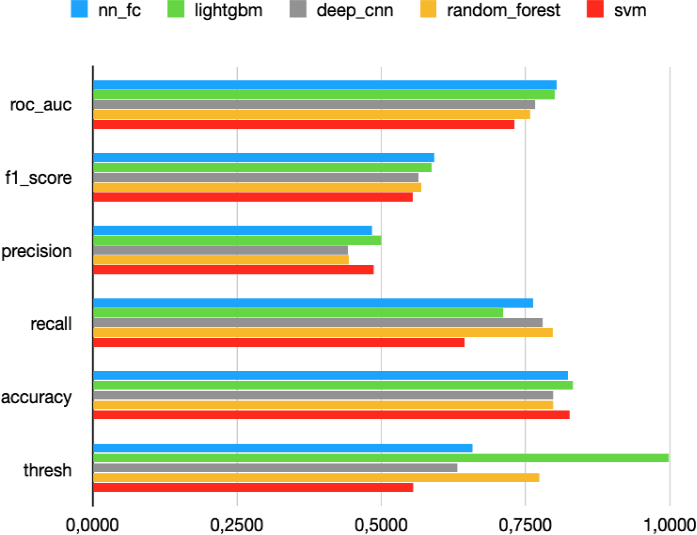 nn_fc lightgbm deep_cnn random_forest svm
roc_auc
f1_score
precision
recall
accuracy
thresh
0,0000 0,2500 0,5000 0,7500 1,0000